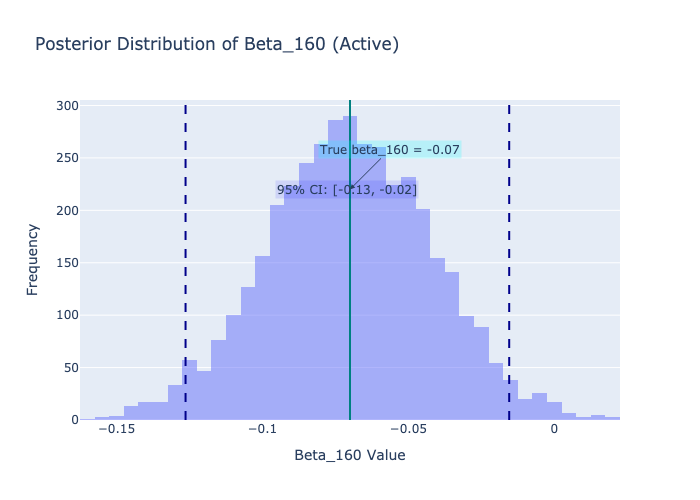 Posterior Distribution of Beta_160 (Active)
300
250
200
150
100
50
0
Frequency
True beta_160 = -0.07
95% CI: [-0.13, -0.02]
−0.15
−0.1
−0.05
0
Beta_160 Value